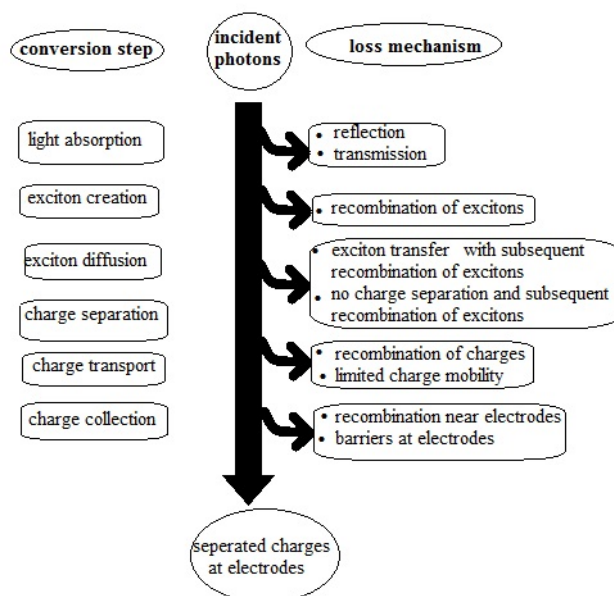 conversion step
incident
photons
loss mechanism
light absorption
• reflection
• transmission
exciton creation
• recombination of excitons
exciton diffusion
• exciton transfer with subsequent
recombination of excitons
• no charge separation and subsequent
recombination of excitons
charge separation
charge transport
• recombination of charges
• limited charge mobility
charge collection
• recombination near electrodes
• barriers at electrodes
seperated charges
at electrodes